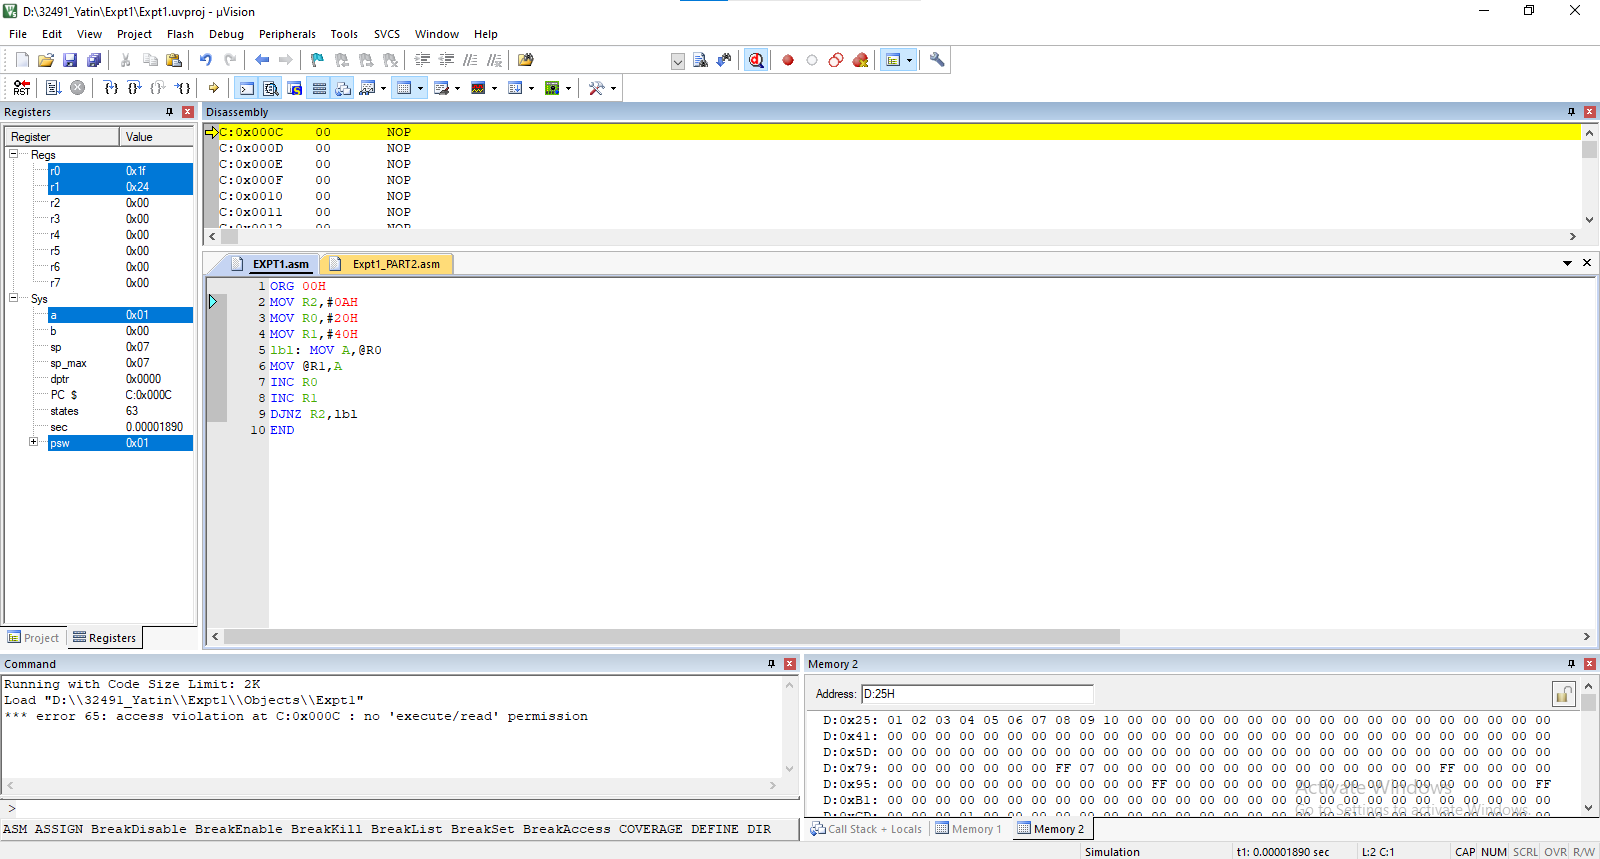 D:\32491_Yatin\Expt1\Expt1.uvproj - µVision
File Edit View Project Flash Debug Peripherals Tools SVCS Window Help
Registers
Register Value
Regs
r0 0x1f
r1 0x24
r2 0x00
r3 0x00
r4 0x00
r5 0x00
r6 0x00
r7 0x00
Sys
a 0x01
b 0x00
sp 0x07
sp_max 0x07
dptr 0x0000
PC $ C:0x000C
states 63
sec 0.00001890
psw 0x01
Project Registers
Disassembly
C:0x000C 00 NOP
C:0x000D 00 NOP
C:0x000E 00 NOP
C:0x000F 00 NOP
C:0x0010 00 NOP
C:0x0011 00 NOP
C:0x0012 00 NOP
EXPT1.asm Expt1_PART2.asm
1 ORG 00H
2 MOV R2,#0AH
3 MOV R0,#20H
4 MOV R1,#40H
5 lbl: MOV A,@R0
6 MOV @R1,A
7 INC R0
8 INC R1
9 DJNZ R2,lbl
10 END
Command
Running with Code Size Limit: 2K
Load "D:\\32491_Yatin\\Expt1\\Objects\\Expt1"
*** error 65: access violation at C:0x000C : no 'execute/read' permission
>
ASM ASSIGN BreakDisable BreakEnable BreakKill BreakList BreakSet BreakAccess COVERAGE DEFINE DIR
Memory 2
Address: D:25H
D:0x25: 01 02 03 04 05 06 07 08 09 10 00 00 00 00 00 00 00 00 00 00 00 00 00 00 00 00 00 00
D:0x41: 00 00 00 00 00 00 00 00 00 00 00 00 00 00 00 00 00 00 00 00 00 00 00 00 00 00 00 00
D:0x5D: 00 00 00 00 00 00 00 00 00 00 00 00 00 00 00 00 00 00 00 00 00 00 00 00 00 00 00 00
D:0x79: 00 00 00 00 00 00 00 FF 07 00 00 00 00 00 00 00 00 00 00 00 00 00 00 FF 00 00 00 00
D:0x95: 00 00 00 00 00 00 00 00 00 00 00 FF 00 00 00 00 00 00 00 00 00 00 00 00 00 00 00 FF
D:0xB1: 00 00 00 00 00 00 00 00 00 00 00 00 00 00 00 00 00 00 00 00 00 00 00 00 00 00 00 00
Activate Windows
Go to Settings to activate Windows.
Call Stack + Locals Memory 1 Memory 2
Simulation t1: 0.00001890 sec L:2 C:1 CAP NUM SCRL OVR R/W